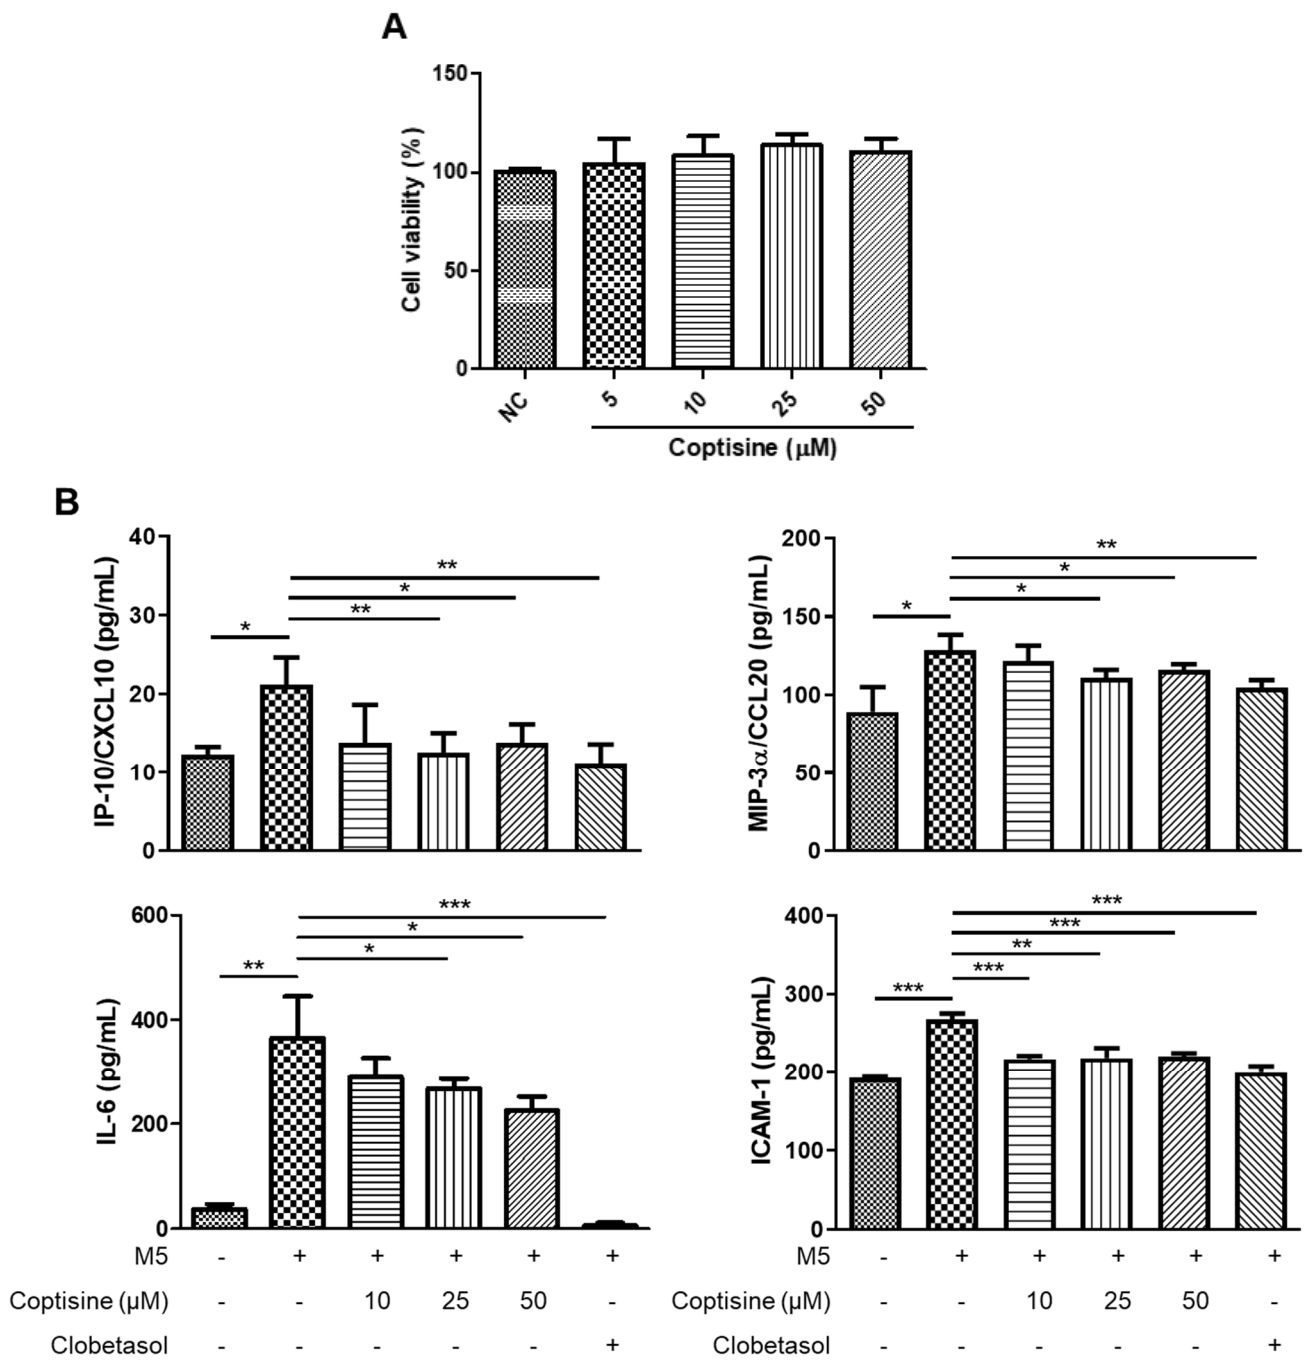 A
Cell viability (%)
150
100
50
0
NC 5 10 25 50
Coptisine (μM)
B
IP-10/CXCL10 (pg/mL)
40
30
20
10
0
**
*
**
*
MIP-3α/CCL20 (pg/mL)
200
150
100
50
0
**
*
*
*
IL-6 (pg/mL)
600
400
200
0
***
*
*
**
ICAM-1 (pg/mL)
400
300
200
100
0
***
***
**
***
***
M5 - + + + + +
Coptisine (μM) - - 10 25 50 -
Clobetasol - - - - - +
M5 - + + + + +
Coptisine (μM) - - 10 25 50 -
Clobetasol - - - - - +